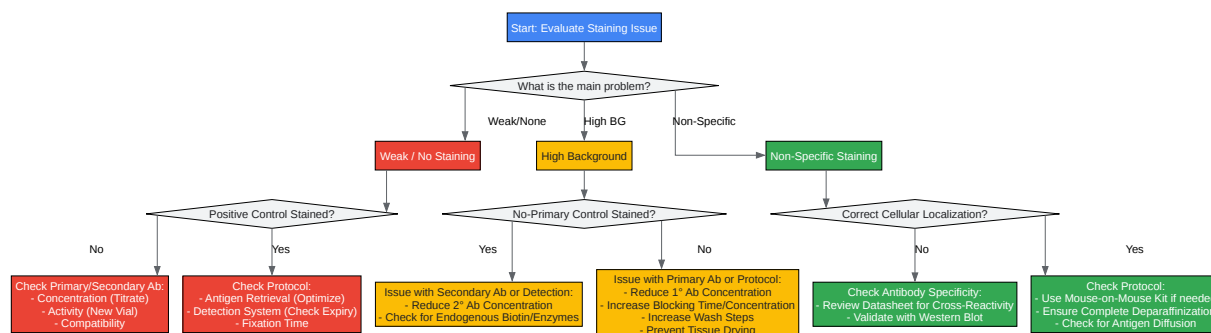 Start: Evaluate Staining Issue
What is the main problem?
Weak/None
High BG
Non-Specific
Weak / No Staining
High Background
Non-Specific Staining
Positive Control Stained?
No-Primary Control Stained?
Correct Cellular Localization?
No
Yes
Yes
No
No
Yes
Check Primary/Secondary Ab:
- Concentration (Titrate)
- Activity (New Vial)
- Compatibility
Check Protocol:
- Antigen Retrieval (Optimize)
- Detection System (Check Expiry)
- Fixation Time
Issue with Secondary Ab or Detection:
- Reduce 2° Ab Concentration
- Check for Endogenous Biotin/Enzymes
Issue with Primary Ab or Protocol:
- Reduce 1° Ab Concentration
- Increase Blocking Time/Concentration
- Increase Wash Steps
- Prevent Tissue Drying
Check Antibody Specificity:
- Review Datasheet for Cross-Reactivity
- Validate with Western Blot
Check Protocol:
- Use Mouse-on-Mouse Kit if needed
- Ensure Complete Deparaffinization
- Check for Antigen Diffusion